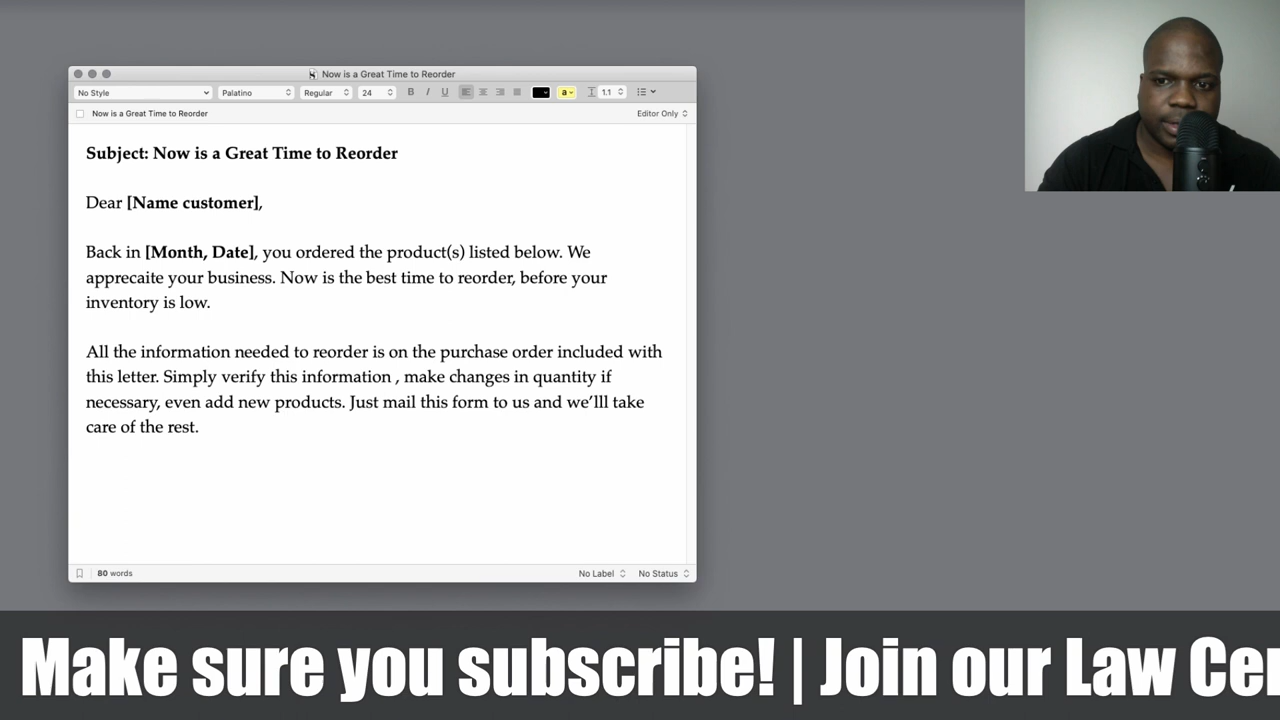 Now is a Great Time to Reorder
No Style Palatino Regular 24 B I U a 1.1
Now is a Great Time to Reorder Editor Only
Subject: Now is a Great Time to Reorder
Dear [Name customer],
Back in [Month, Date], you ordered the product(s) listed below. We
apprecaite your business. Now is the best time to reorder, before your
inventory is low.
All the information needed to reorder is on the purchase order included with
this letter. Simply verify this information , make changes in quantity if
necessary, even add new products. Just mail this form to us and we’lll take
care of the rest.
80 words No Label No Status
Make sure you subscribe! | Join our Law Cer